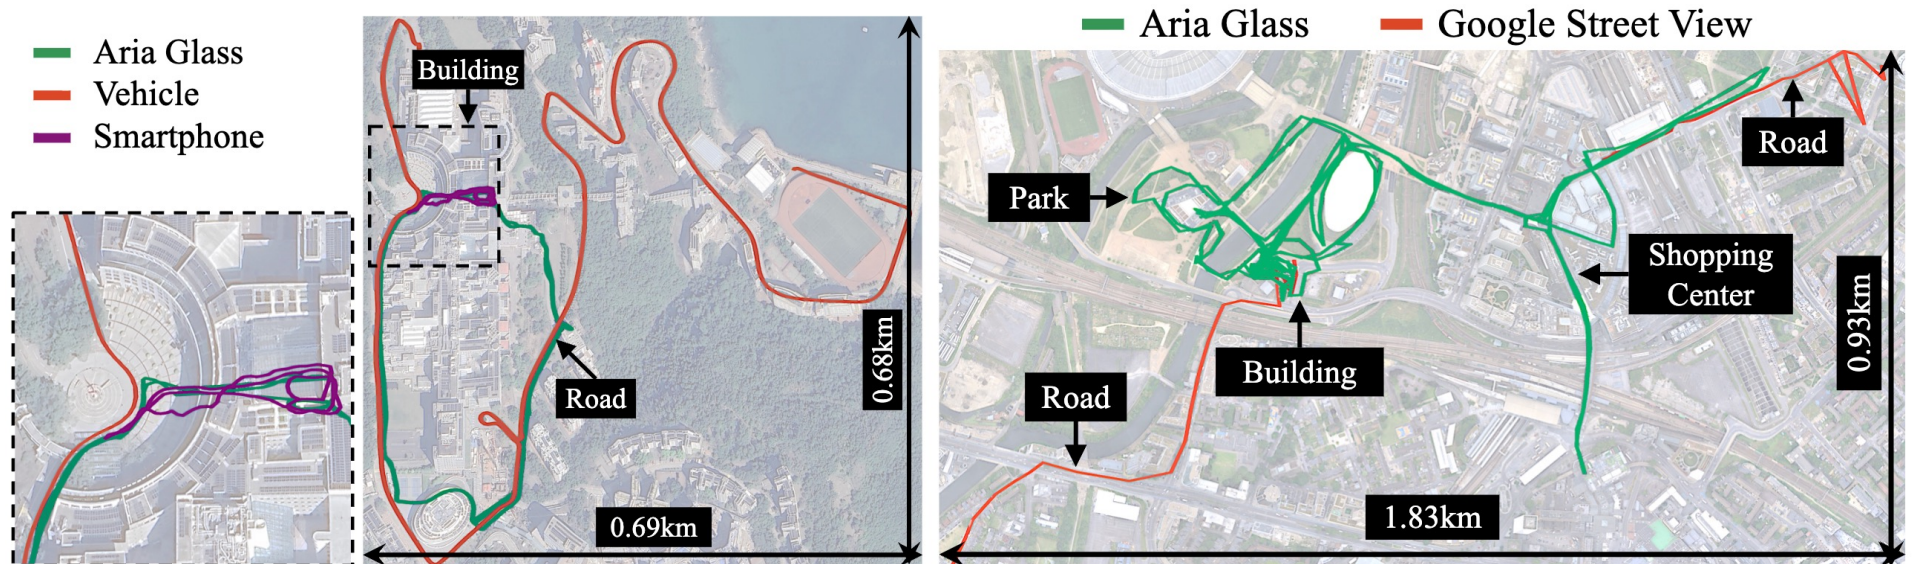 Aria Glass
Vehicle
Smartphone
Building
Road
0.68km
0.69km
Aria Glass
Google Street View
Road
Park
Shopping
Center
Building
Road
0.93km
1.83km